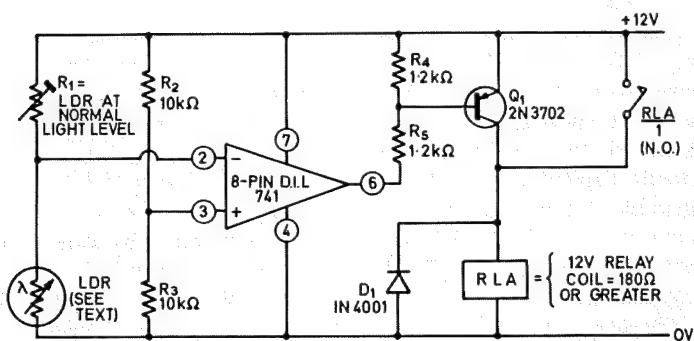 +12V
R1 =
LDR AT
NORMAL
LIGHT LEVEL
R2
10kΩ
R4
1·2kΩ
Q1
2N3702
RLA
1
(N.O.)
R5
1·2kΩ
7
2
-
8-PIN D.I.L
741
6
3
+
4
λ
LDR
(SEE
TEXT)
R3
10kΩ
D1
IN4001
RLA
=
12V RELAY
COIL = 180Ω
OR GREATER
0V